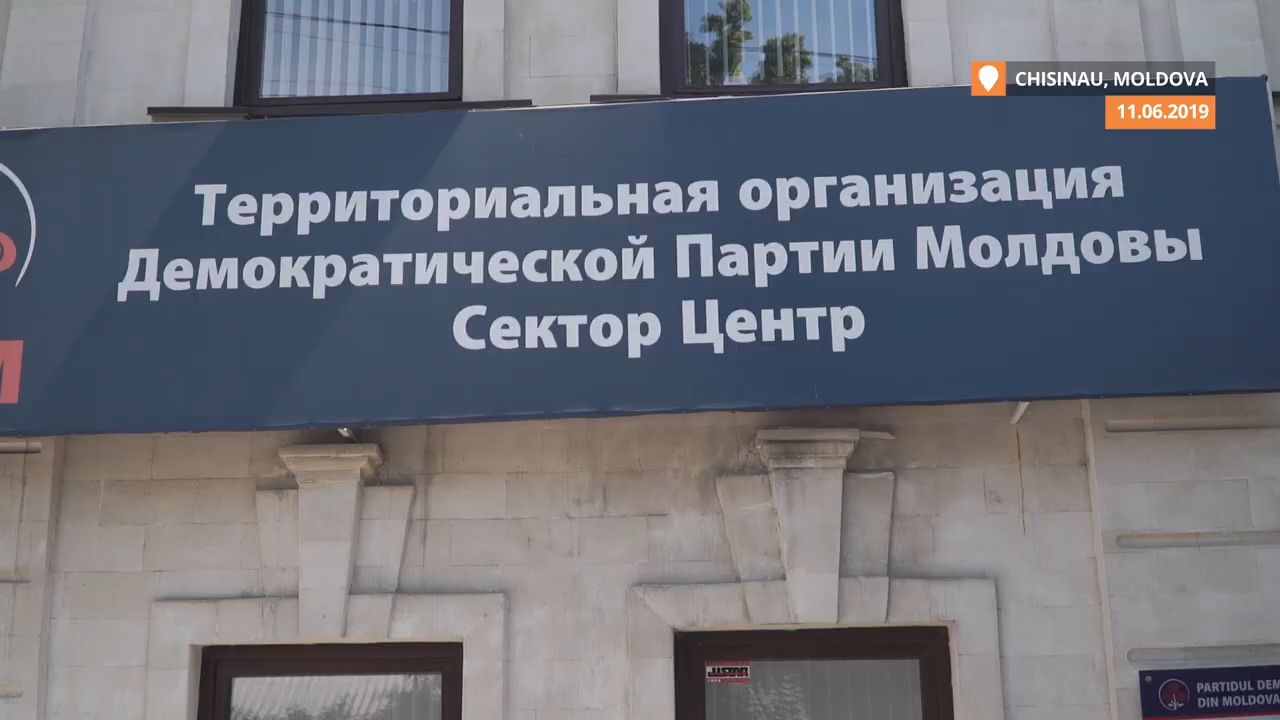 CHISINAU, MOLDOVA
11.06.2019
Территориальная организация
Демократической Партии Молдовы
Сектор Центр
PARTIDUL DEM
DIN MOLDOVA